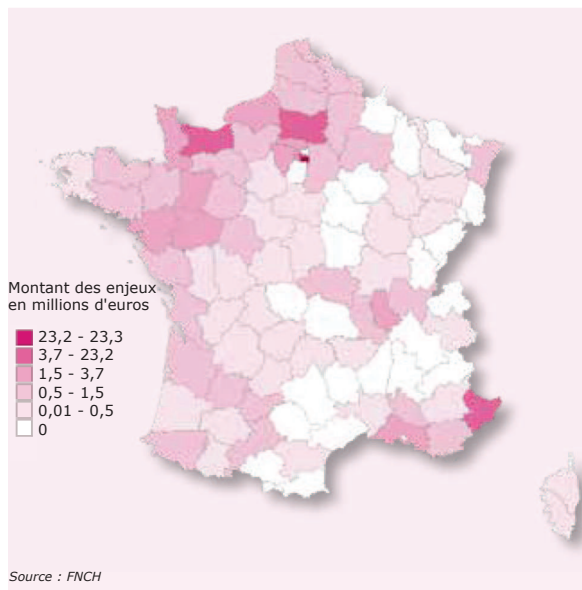 Montant des enjeux
en millions d'euros
23,2 - 23,3
3,7 - 23,2
1,5 - 3,7
0,5 - 1,5
0,01 - 0,5
0
Source : FNCH